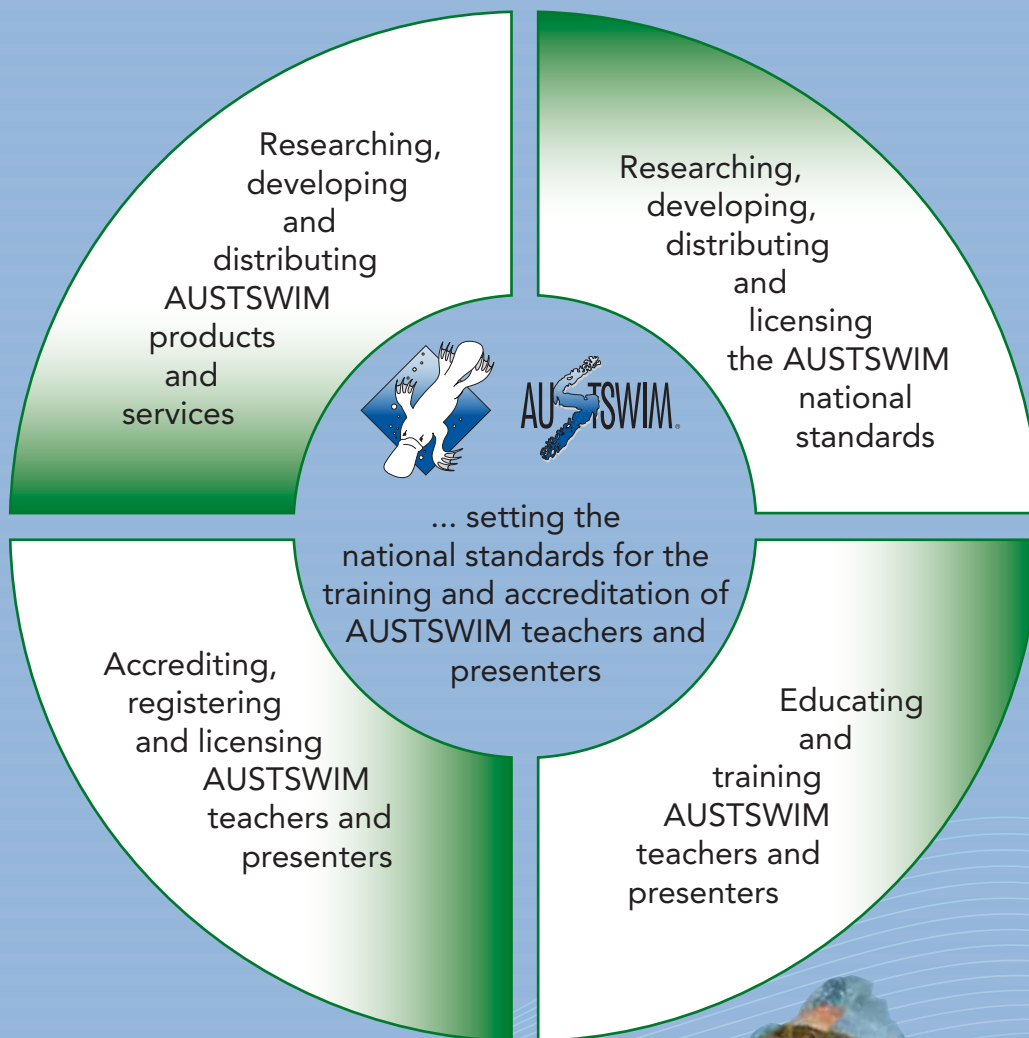 Researching,
developing
and
distributing
AUSTSWIM
products
and
services
Researching,
developing,
distributing
and
licensing
the AUSTSWIM
national
standards
AUSTSWIM®
... setting the
national standards for the
training and accreditation of
AUSTSWIM teachers and
presenters
Accrediting,
registering
and licensing
AUSTSWIM
teachers and
presenters
Educating
and
training
AUSTSWIM
teachers and
presenters